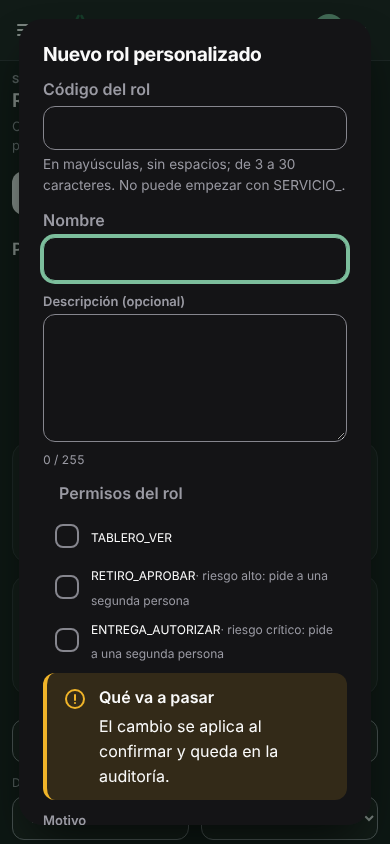 Nuevo rol personalizado
Código del rol
En mayúsculas, sin espacios; de 3 a 30
caracteres. No puede empezar con SERVICIO_.
Nombre
Descripción (opcional)
0 / 255
Permisos del rol
TABLERO_VER
RETIRO_APROBAR· riesgo alto: pide a una
segunda persona
ENTREGA_AUTORIZAR· riesgo crítico: pide
a una segunda persona
Qué va a pasar
El cambio se aplica al
confirmar y queda en la
auditoría.
Motivo